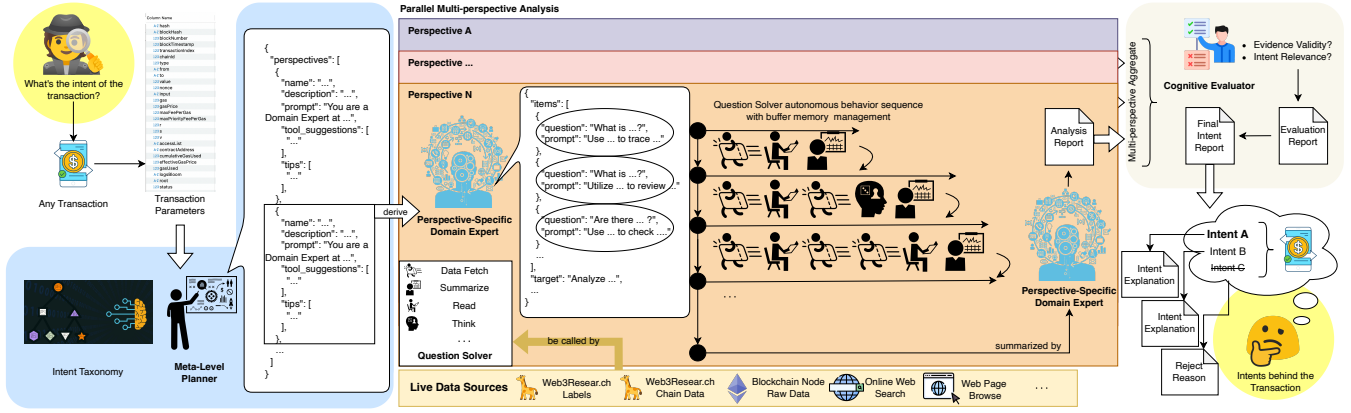 What's the intent of the
transaction?
Any Transaction
Column Name
hash
blockHash
blockNumber
blockTimestamp
transactionIndex
chainId
type
from
to
value
nonce
input
gas
gasPrice
maxFeePerGas
maxPriorityFeePerGas
r
s
v
accessList
contractAddress
cumulativeGasUsed
effectiveGasPrice
gasUsed
logsBloom
root
status
Transaction
Parameters
Intent Taxonomy
Meta-Level
Planner
{
"perspectives": [
{
"name": "...",
"description": "...",
"prompt": "You are a
Domain Expert at ...",
"tool_suggestions": [
"..."
],
"tips": [
"..."
],
},
{
"name": "...",
"description": "...",
"prompt": "You are a
Domain Expert at ...",
"tool_suggestions": [
"..."
],
"tips": [
"..."
],
},
...
]
}
derive
Parallel Multi-perspective Analysis
Perspective A
Perspective ...
Perspective N
Perspective-Specific
Domain Expert
Data Fetch
Summarize
Read
Think
...
Question Solver
{
"items": [
{
"question": "What is ...?",
"prompt": "Use ... to trace ..."
},
{
"question": "What is ...?",
"prompt": "Utilize ... to review ..."
},
{
"question": "Are there ... ?",
"prompt": "Use ... to check ...."
}
...
],
"target": "Analyze ...",
...
}
Question Solver autonomous behavior sequence
with buffer memory management
...
be called by
summarized by
Analysis
Report
Perspective-Specific
Domain Expert
Live Data Sources
Web3Resear.ch
Labels
Web3Resear.ch
Chain Data
Blockchain Node
Raw Data
Online Web
Search
Web Page
Browse
...
Multi-perspective Aggregate
Evidence Validity?
Intent Relevance?
Cognitive Evaluator
Final
Intent
Report
Evaluation
Report
Intent A
Intent B
Intent C
Intent
Explanation
Intent
Explanation
Reject
Reason
Intents behind the
Transaction